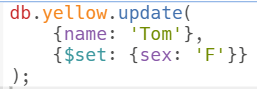 db.yellow.update(
    {name: 'Tom'},
    {$set: {sex: 'F'}}
);